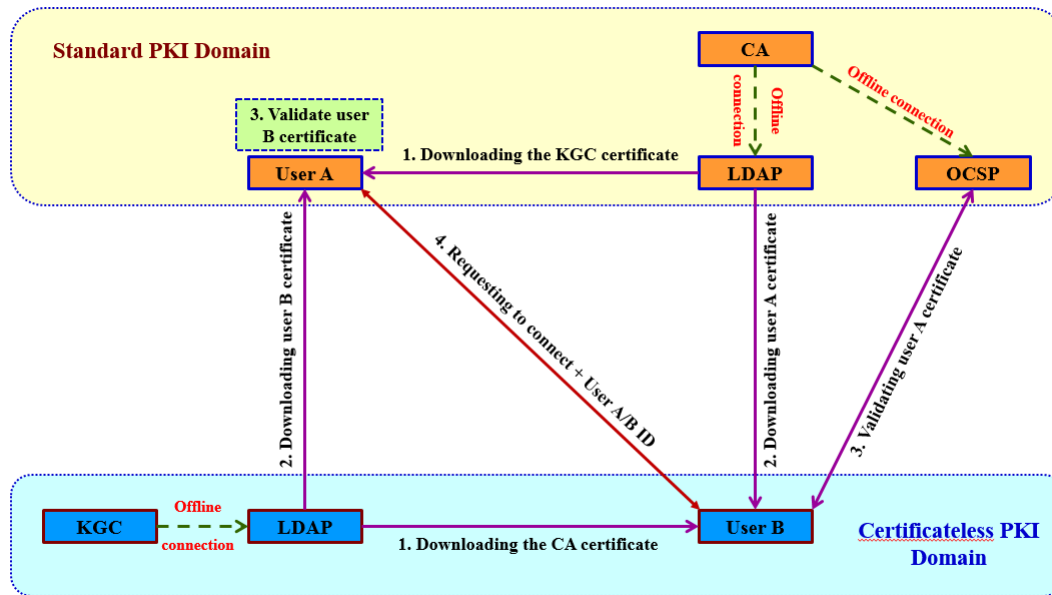 Standard PKI Domain
CA
Offline
connection
Offline connection
3. Validate user
B certificate
1. Downloading the KGC certificate
User A
LDAP
OCSP
2. Downloading user B certificate
4. Requesting to connect + User A/B ID
2. Downloading user A certificate
3. Validating user A certificate
KGC
Offline
connection
LDAP
1. Downloading the CA certificate
User B
Certificateless PKI
Domain